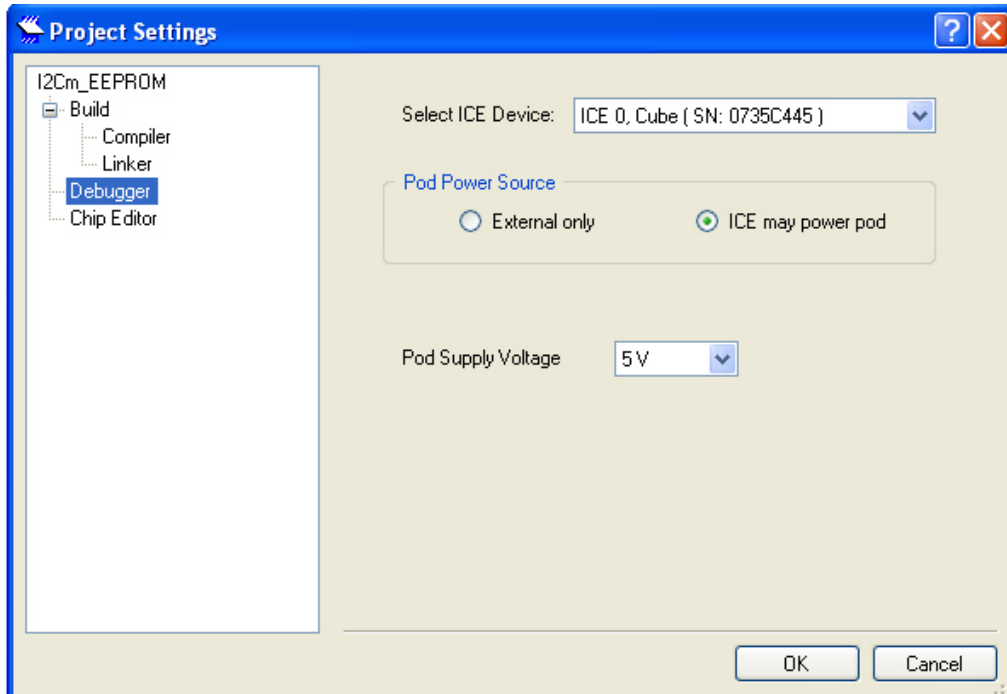 Project Settings
I2Cm_EEPROM
Build
Compiler
Linker
Debugger
Chip Editor
Select ICE Device: ICE 0, Cube ( SN: 0735C445 )
Pod Power Source
External only ICE may power pod
Pod Supply Voltage 5 V
OK Cancel